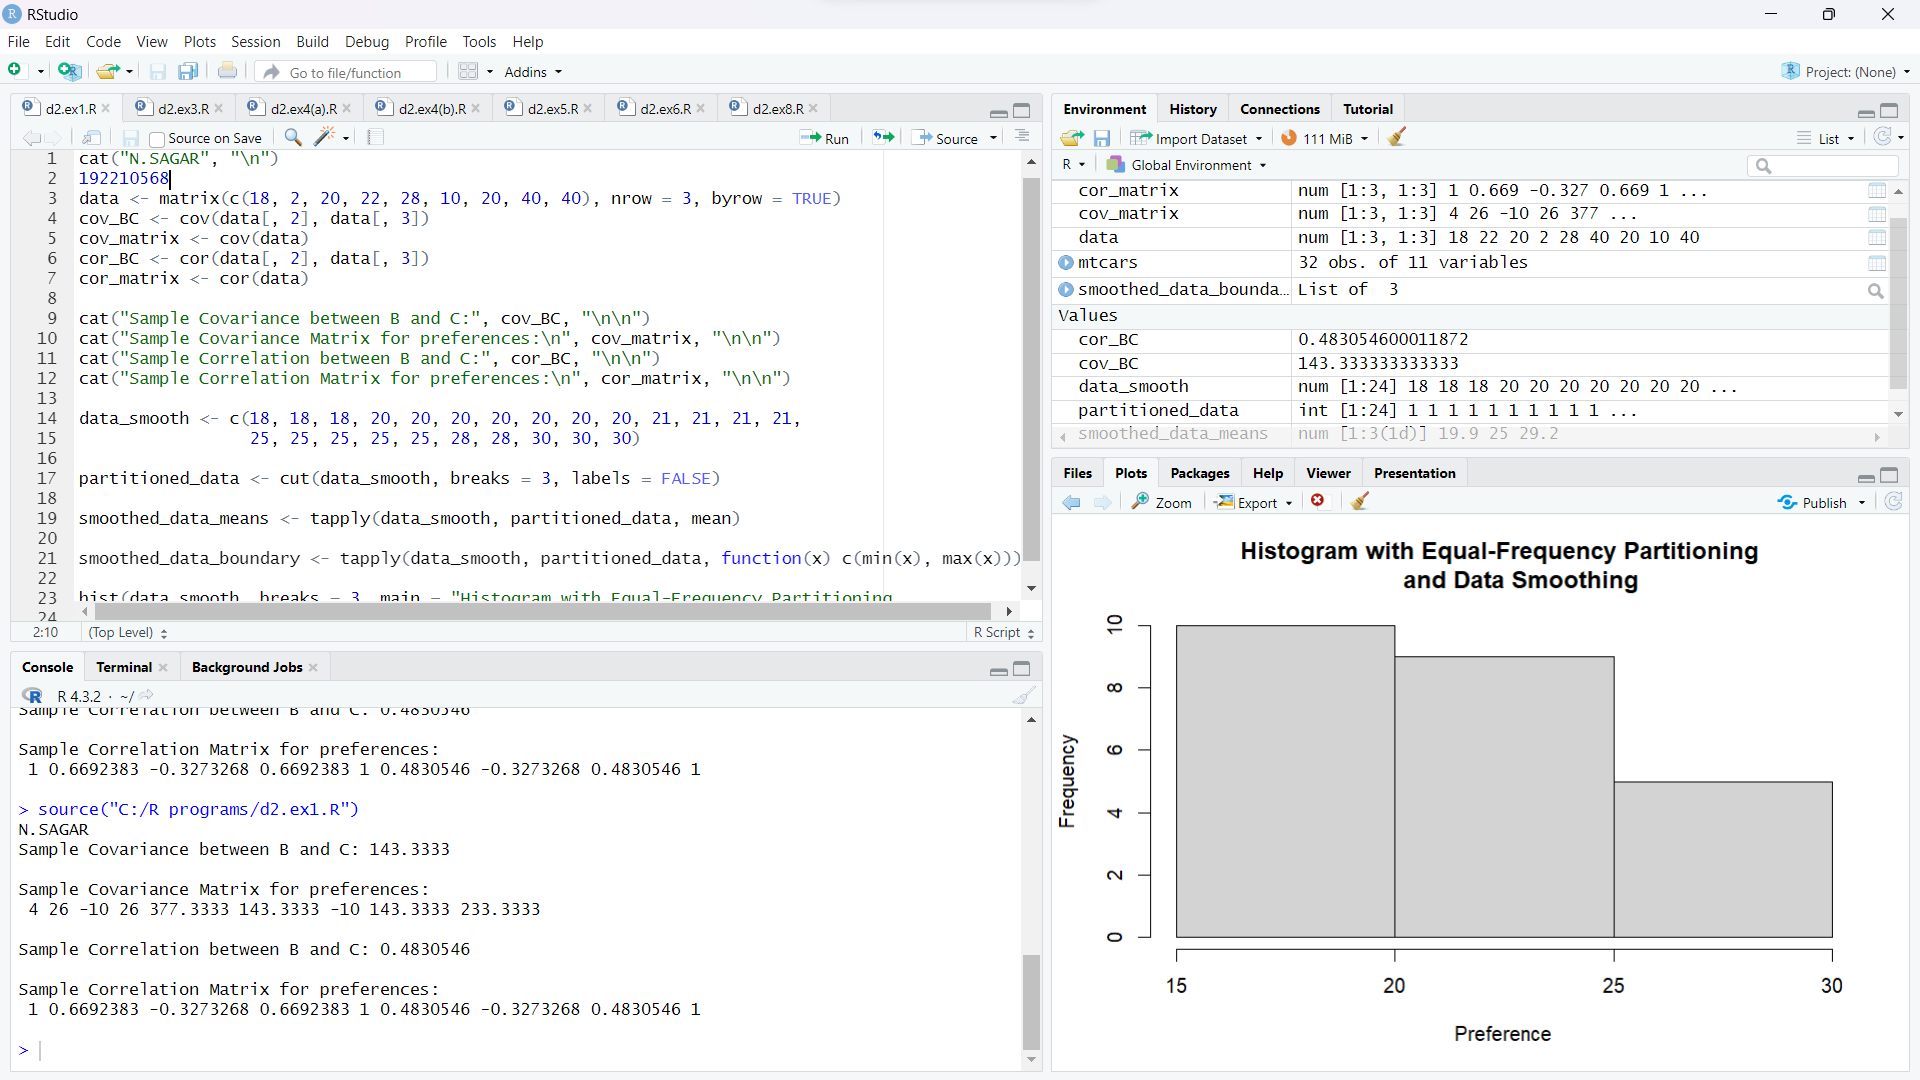 RStudio
File Edit Code View Plots Session Build Debug Profile Tools Help
Go to file/function Addins Project: (None)
d2.ex1.R d2.ex3.R d2.ex4(a).R d2.ex4(b).R d2.ex5.R d2.ex6.R d2.ex8.R
Source on Save Run Source
1 cat("N.SAGAR", "\n")
2 192210568
3 data <- matrix(c(18, 2, 20, 22, 28, 10, 20, 40, 40), nrow = 3, byrow = TRUE)
4 cov_BC <- cov(data[, 2], data[, 3])
5 cov_matrix <- cov(data)
6 cor_BC <- cor(data[, 2], data[, 3])
7 cor_matrix <- cor(data)
8
9 cat("Sample Covariance between B and C:", cov_BC, "\n\n")
10 cat("Sample Covariance Matrix for preferences:\n", cov_matrix, "\n\n")
11 cat("Sample Correlation between B and C:", cor_BC, "\n\n")
12 cat("Sample Correlation Matrix for preferences:\n", cor_matrix, "\n\n")
13
14 data_smooth <- c(18, 18, 18, 20, 20, 20, 20, 20, 20, 20, 21, 21, 21, 21,
15 25, 25, 25, 25, 25, 28, 28, 30, 30, 30)
16
17 partitioned_data <- cut(data_smooth, breaks = 3, labels = FALSE)
18
19 smoothed_data_means <- tapply(data_smooth, partitioned_data, mean)
20
21 smoothed_data_boundary <- tapply(data_smooth, partitioned_data, function(x) c(min(x), max(x)))
22
23 hist(data_smooth, breaks = 3, main = "Histogram with Equal-Frequency Partitioning
24
2:10 (Top Level) R Script
Console Terminal Background Jobs
R 4.3.2 · ~/
Sample Correlation between B and C: 0.4830546
Sample Correlation Matrix for preferences:
1 0.6692383 -0.3273268 0.6692383 1 0.4830546 -0.3273268 0.4830546 1
> source("C:/R programs/d2.ex1.R")
N.SAGAR
Sample Covariance between B and C: 143.3333
Sample Covariance Matrix for preferences:
4 26 -10 26 377.3333 143.3333 -10 143.3333 233.3333
Sample Correlation between B and C: 0.4830546
Sample Correlation Matrix for preferences:
1 0.6692383 -0.3273268 0.6692383 1 0.4830546 -0.3273268 0.4830546 1
>
Environment History Connections Tutorial
Import Dataset 111 MiB List
R Global Environment
cor_matrix num [1:3, 1:3] 1 0.669 -0.327 0.669 1 ...
cov_matrix num [1:3, 1:3] 4 26 -10 26 377 ...
data num [1:3, 1:3] 18 22 20 2 28 40 20 10 40
mtcars 32 obs. of 11 variables
smoothed_data_bounda… List of 3
Values
cor_BC 0.483054600011872
cov_BC 143.333333333333
data_smooth num [1:24] 18 18 18 20 20 20 20 20 20 20 ...
partitioned_data int [1:24] 1 1 1 1 1 1 1 1 1 1 ...
smoothed_data_means num [1:3(1d)] 19.9 25 29.2
Files Plots Packages Help Viewer Presentation
Zoom Export Publish
Histogram with Equal-Frequency Partitioning
and Data Smoothing
Frequency
10
8
6
4
2
0
15 20 25 30
Preference